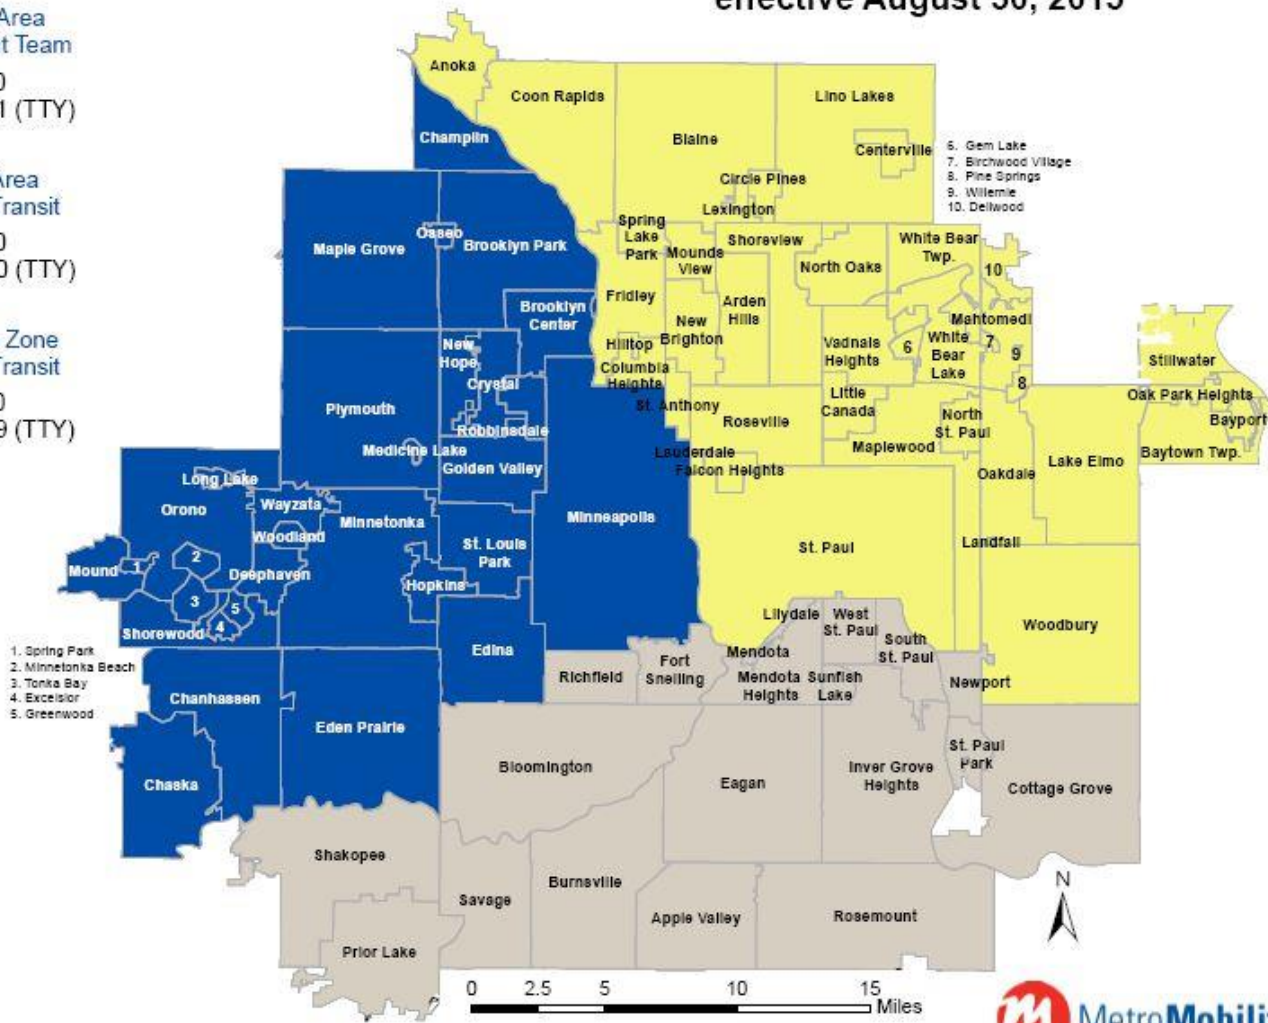 effective August 30, 2015
Area
t Team
0
1 (TTY)
Area
Transit
0
0 (TTY)
Zone
Transit
0
9 (TTY)
Anoka
Coon Rapids
Lino Lakes
Champlin
Blaine
Centerville
6. Gem Lake
7. Birchwood Village
8. Pine Springs
9. Willernie
10. Dellwood
Circle Pines
Lexington
Maple Grove
Osseo
Brooklyn Park
Spring
Lake
Park
Mounds
View
Shoreview
North Oaks
White Bear
Twp.
10
Brooklyn
Center
Fridley
New
Brighton
Arden
Hills
Mahtomedi
New
Hope
Crystal
Hilltop
Columbia
Heights
Vadnais
Heights
6
White
Bear
Lake
7
9
8
Stillwater
Plymouth
St. Anthony
Roseville
Little
Canada
North
St. Paul
Oak Park Heights
Bayport
Robbinsdale
Medicine Lake
Golden Valley
Lauderdale
Falcon Heights
Maplewood
Oakdale
Lake Elmo
Baytown Twp.
Long Lake
Orono
Wayzata
Woodland
Minnetonka
Minneapolis
St. Louis
Park
St. Paul
Landfall
Mound
1
2
Deephaven
Hopkins
3
5
4
Shorewood
Lilydale
West
St. Paul
South
St. Paul
Woodbury
1. Spring Park
2. Minnetonka Beach
3. Tonka Bay
4. Excelsior
5. Greenwood
Edina
Richfield
Fort
Snelling
Mendota
Mendota
Heights
Sunfish
Lake
Newport
Chanhassen
Eden Prairie
Chaska
Bloomington
Eagan
Inver Grove
Heights
St. Paul
Park
Cottage Grove
Shakopee
Savage
Burnsville
Apple Valley
Rosemount
Prior Lake
N
0 2.5 5 10 15
Miles
m MetroMobili